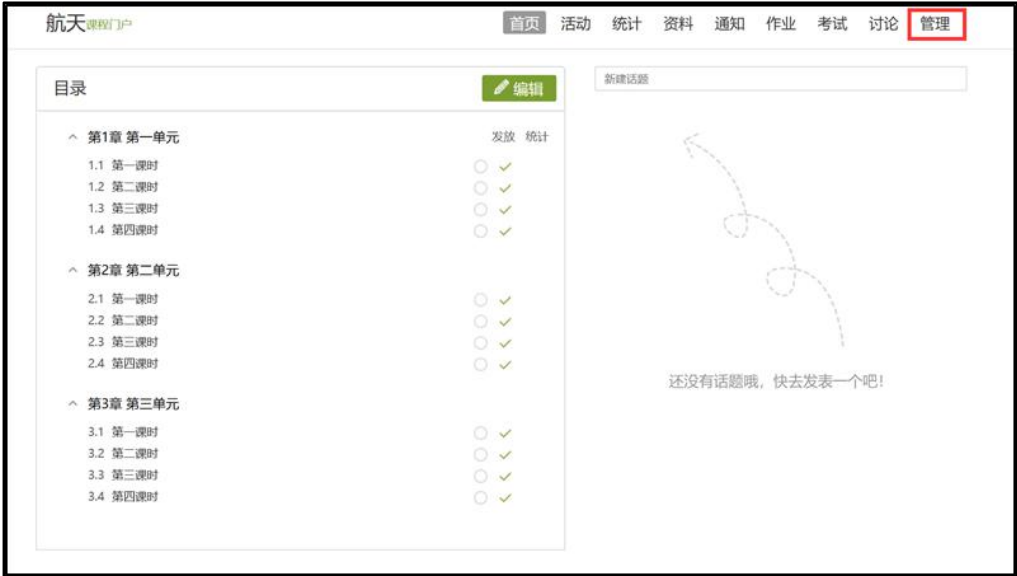 航天课程门户
首页 活动 统计 资料 通知 作业 考试 讨论 管理
目录
编辑
新建话题
第1章 第一单元
发放 统计
1.1 第一课时
1.2 第二课时
1.3 第三课时
1.4 第四课时
第2章 第二单元
2.1 第一课时
2.2 第二课时
2.3 第三课时
2.4 第四课时
还没有话题哦，快去发表一个吧！
第3章 第三单元
3.1 第一课时
3.2 第二课时
3.3 第三课时
3.4 第四课时